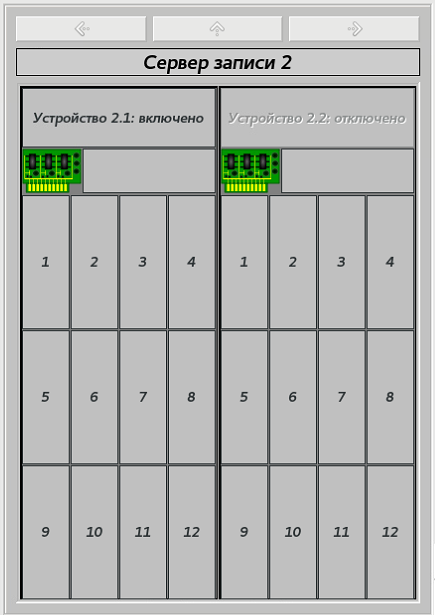 Сервер записи 2
Устройство 2.1: включено Устройство 2.2: отключено
1 2 3 4 1 2 3 4
5 6 7 8 5 6 7 8
9 10 11 12 9 10 11 12